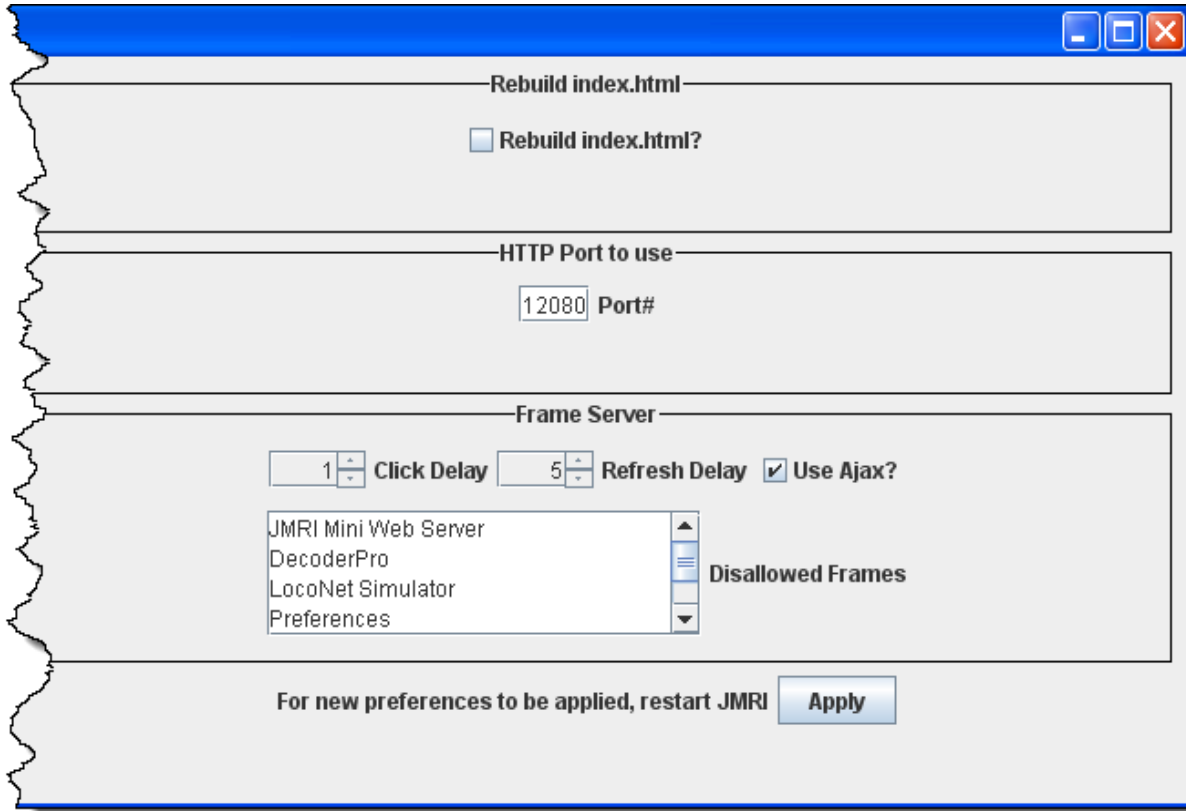 Rebuild index.html
Rebuild index.html?
HTTP Port to use
12080 Port#
Frame Server
1 Click Delay 5 Refresh Delay Use Ajax?
JMRI Mini Web Server
DecoderPro
LocoNet Simulator
Preferences
Disallowed Frames
For new preferences to be applied, restart JMRI Apply